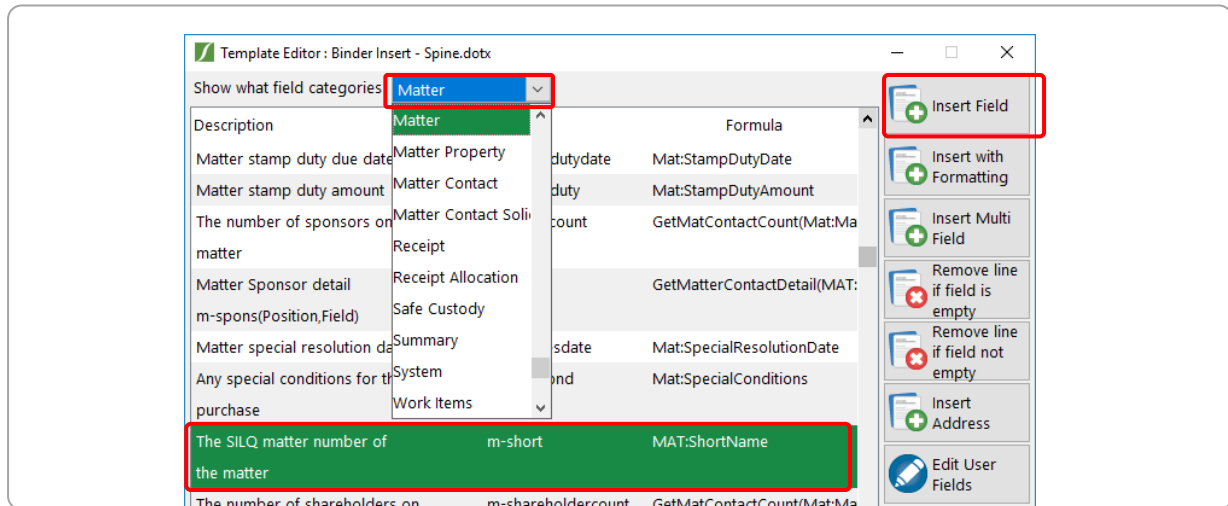 Template Editor : Binder Insert - Spine.dotx
Show what field categories Matter
Insert Field
Description Formula
Matter
Matter stamp duty due date dutydate Mat:StampDutyDate
Matter Property
Insert with
Formatting
Matter stamp duty amount duty Mat:StampDutyAmount
Matter Contact
The number of sponsors on count GetMatContactCount(Mat:Ma
matter
Matter Contact Soli
Insert Multi
Field
Receipt
Matter Sponsor detail GetMatterContactDetail(MAT:
m-spons(Position,Field)
Receipt Allocation
Remove line
if field is
empty
Safe Custody
Matter special resolution da sdate Mat:SpecialResolutionDate
Summary
Remove line
if field not
empty
Any special conditions for th ond Mat:SpecialConditions
purchase
System
Work Items
Insert
Address
The SILQ matter number of m-short MAT:ShortName
the matter
Edit User
Fields
The number of shareholders on m-shareholdercount GetMatContactCount(Mat:Ma